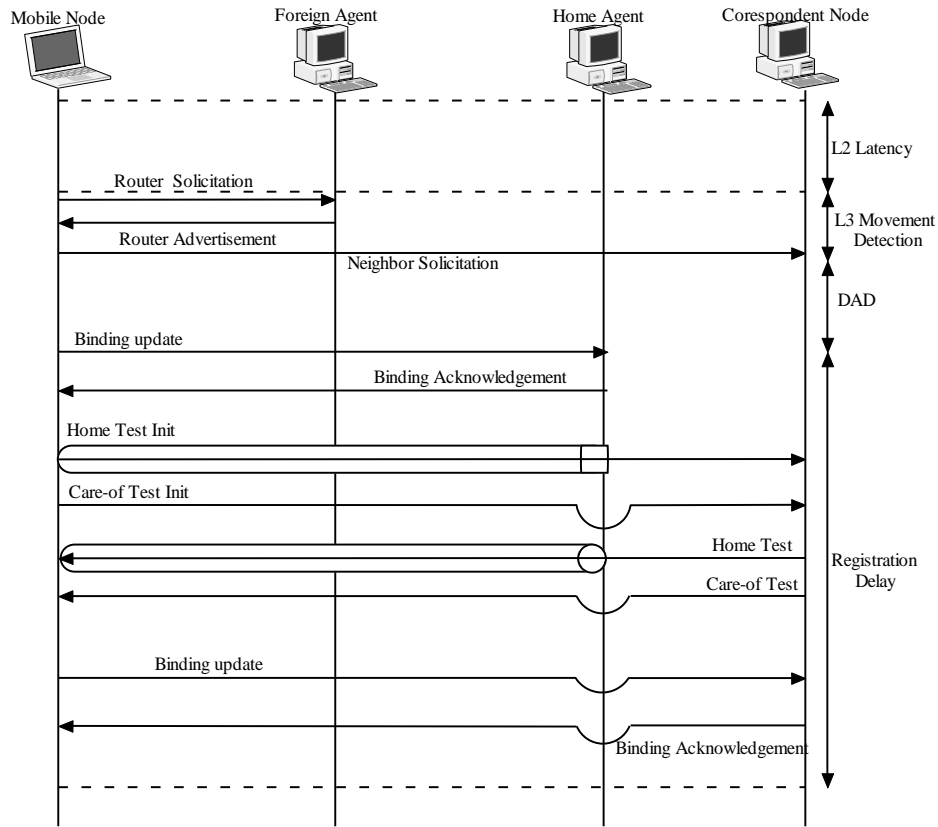 Mobile Node
Foreign Agent
Home Agent
Corespondent Node
L2 Latency
Router Solicitation
L3 Movement
Detection
Router Advertisement
Neighbor Solicitation
DAD
Binding update
Binding Acknowledgement
Home Test Init
Care-of Test Init
Home Test
Registration
Delay
Care-of Test
Binding update
Binding Acknowledgement